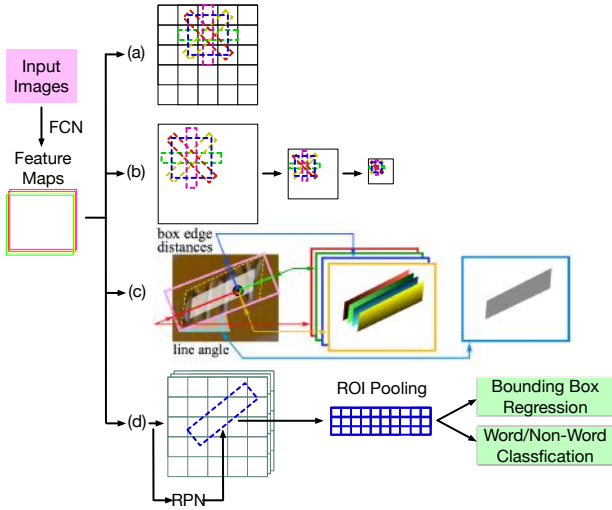 Input
Images
FCN
Feature
Maps
(a)
(b)
(c)
box edge
distances
line angle
(d)
RPN
ROI Pooling
Bounding Box
Regression
Word/Non-Word
Classfication